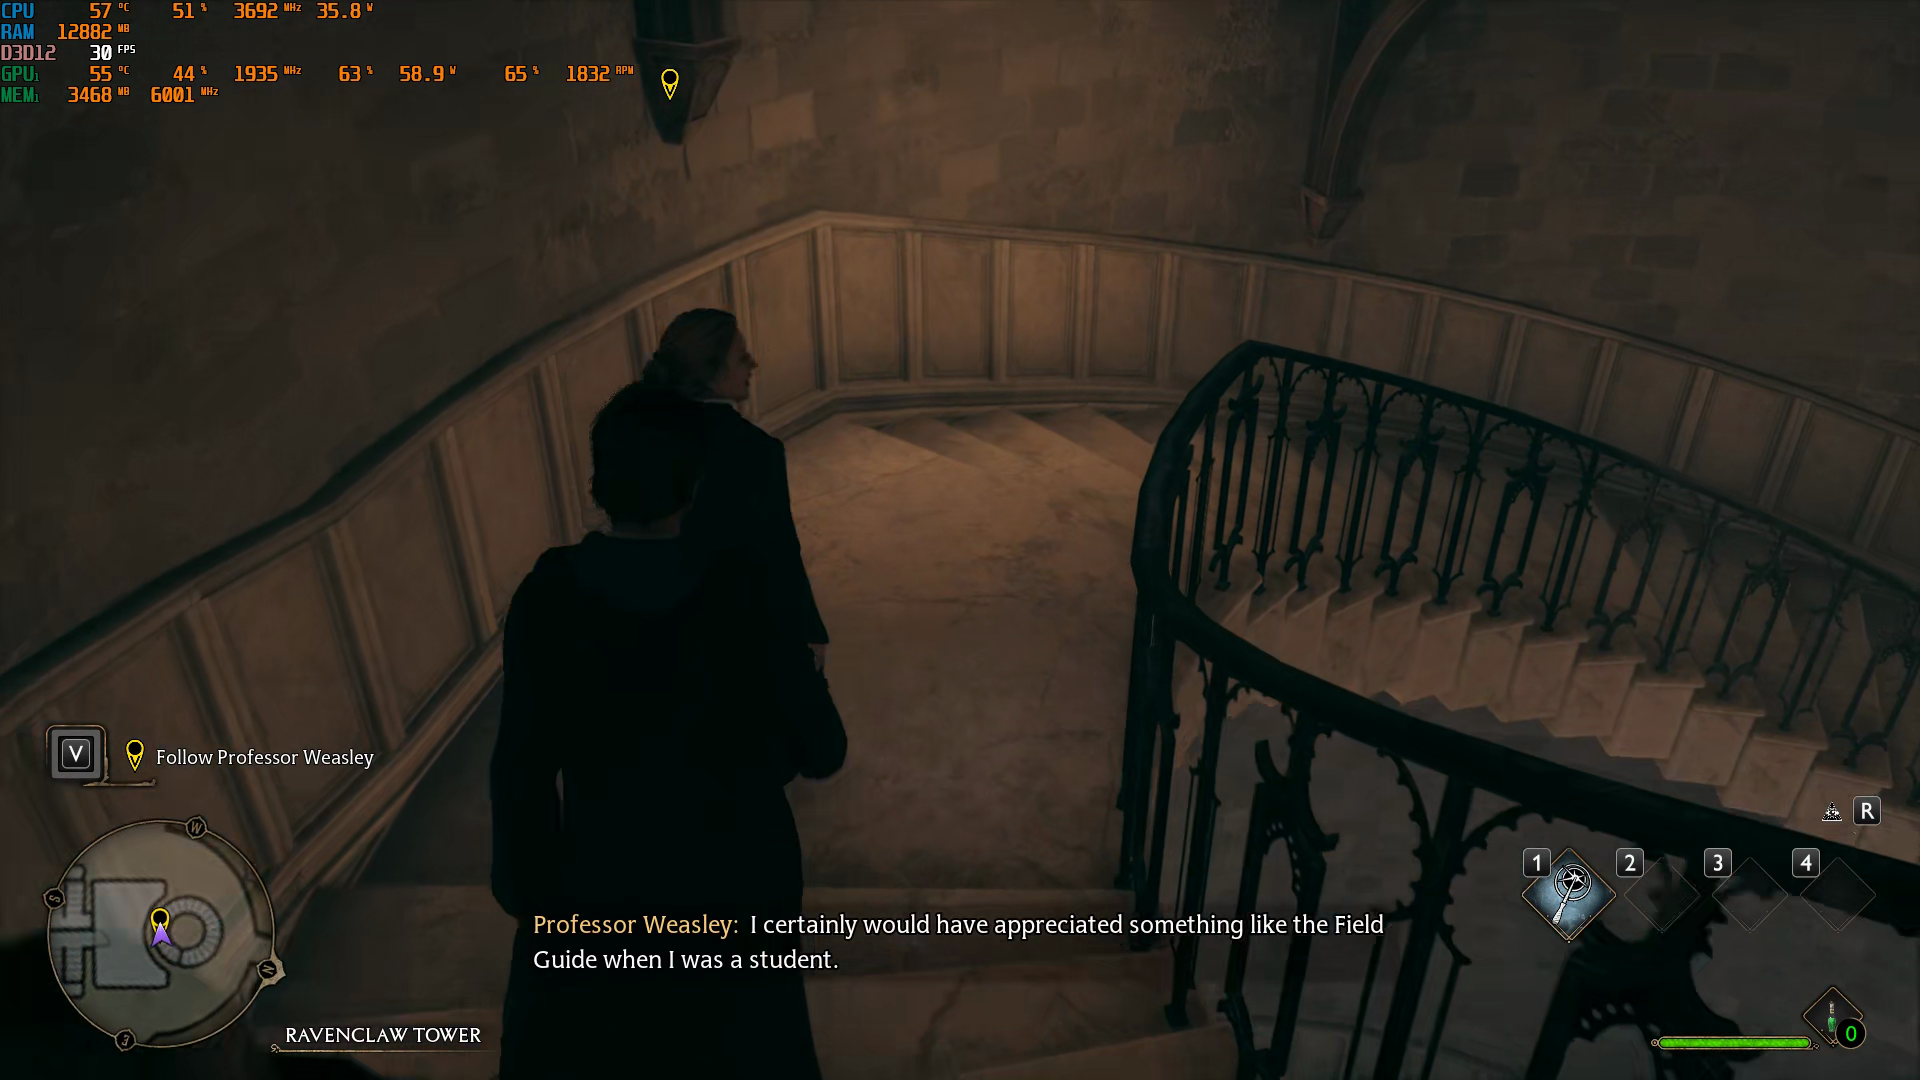 CPU 57 °C 51 % 3692 MHz 35.8 W
RAM 12882 MB
D3D12 30 FPS
GPU1 55 °C 44 % 1935 MHz 63 % 58.9 W 65 % 1832 RPM
MEM1 3468 MB 6001 MHz
V Follow Professor Weasley
R
1 2 3 4
W
S
N
E
Professor Weasley: I certainly would have appreciated something like the Field
Guide when I was a student.
RAVENCLAW TOWER
0